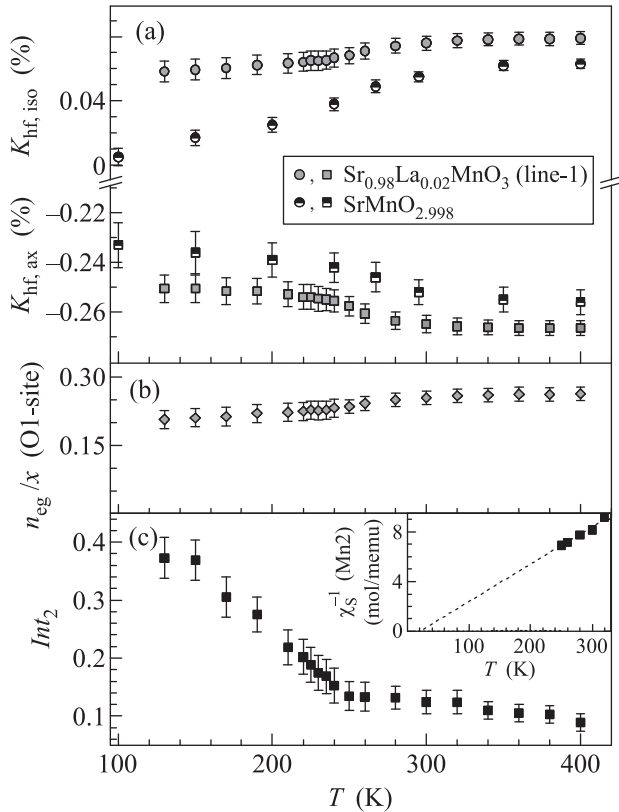 (a)
K_hf, iso (%)
0.04
0
, Sr0.98La0.02MnO3 (line-1)
, SrMnO2.998
K_hf, ax (%)
−0.22
−0.24
−0.26
(b)
n_eg /x (O1-site)
0.30
0.15
(c)
Int2
0.4
0.3
0.2
0.1
χ_S^−1 (Mn2)
(mol/memu)
8
4
0
100 200 300
T (K)
100 200 300 400
T (K)